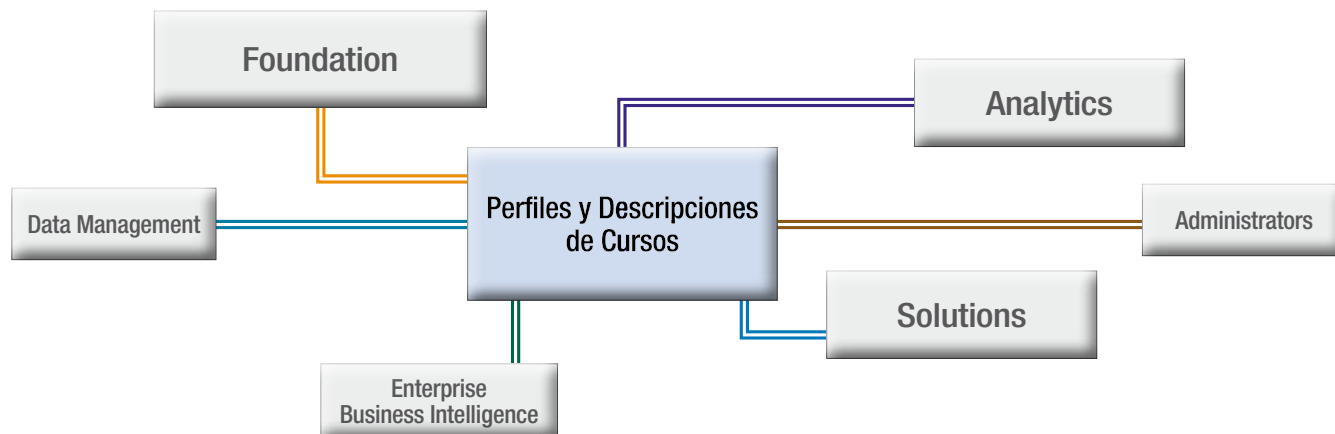 Foundation
Analytics
Perfiles y Descripciones
de Cursos
Data Management
Administrators
Solutions
Enterprise
Business Intelligence